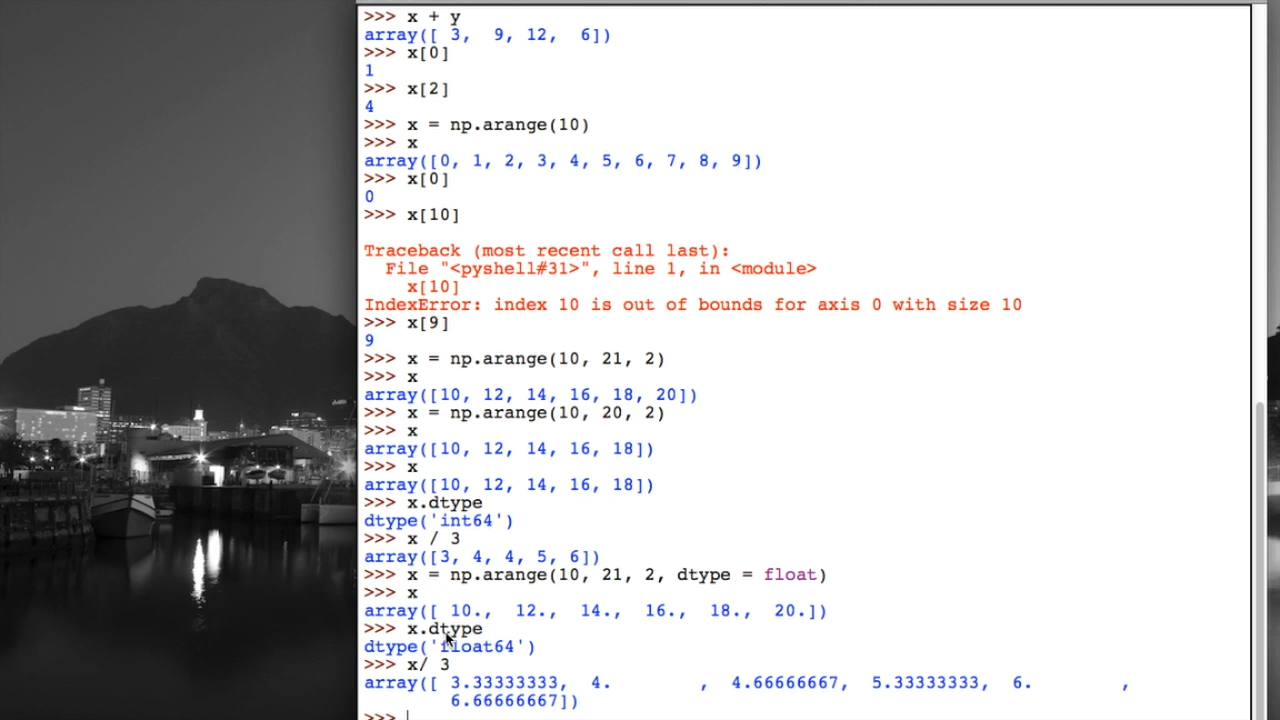 >>> x + y
array([ 3,  9, 12,  6])
>>> x[0]
1
>>> x[2]
4
>>> x = np.arange(10)
>>> x
array([0, 1, 2, 3, 4, 5, 6, 7, 8, 9])
>>> x[0]
0
>>> x[10]
Traceback (most recent call last):
  File "<pyshell#31>", line 1, in <module>
    x[10]
IndexError: index 10 is out of bounds for axis 0 with size 10
>>> x[9]
9
>>> x = np.arange(10, 21, 2)
>>> x
array([10, 12, 14, 16, 18, 20])
>>> x = np.arange(10, 20, 2)
>>> x
array([10, 12, 14, 16, 18])
>>> x
array([10, 12, 14, 16, 18])
>>> x.dtype
dtype('int64')
>>> x / 3
array([3, 4, 4, 5, 6])
>>> x = np.arange(10, 21, 2, dtype = float)
>>> x
array([ 10.,  12.,  14.,  16.,  18.,  20.])
>>> x.dtype
dtype('float64')
>>> x/ 3
array([ 3.33333333,  4.        ,  4.66666667,  5.33333333,  6.        ,
        6.66666667])
>>>